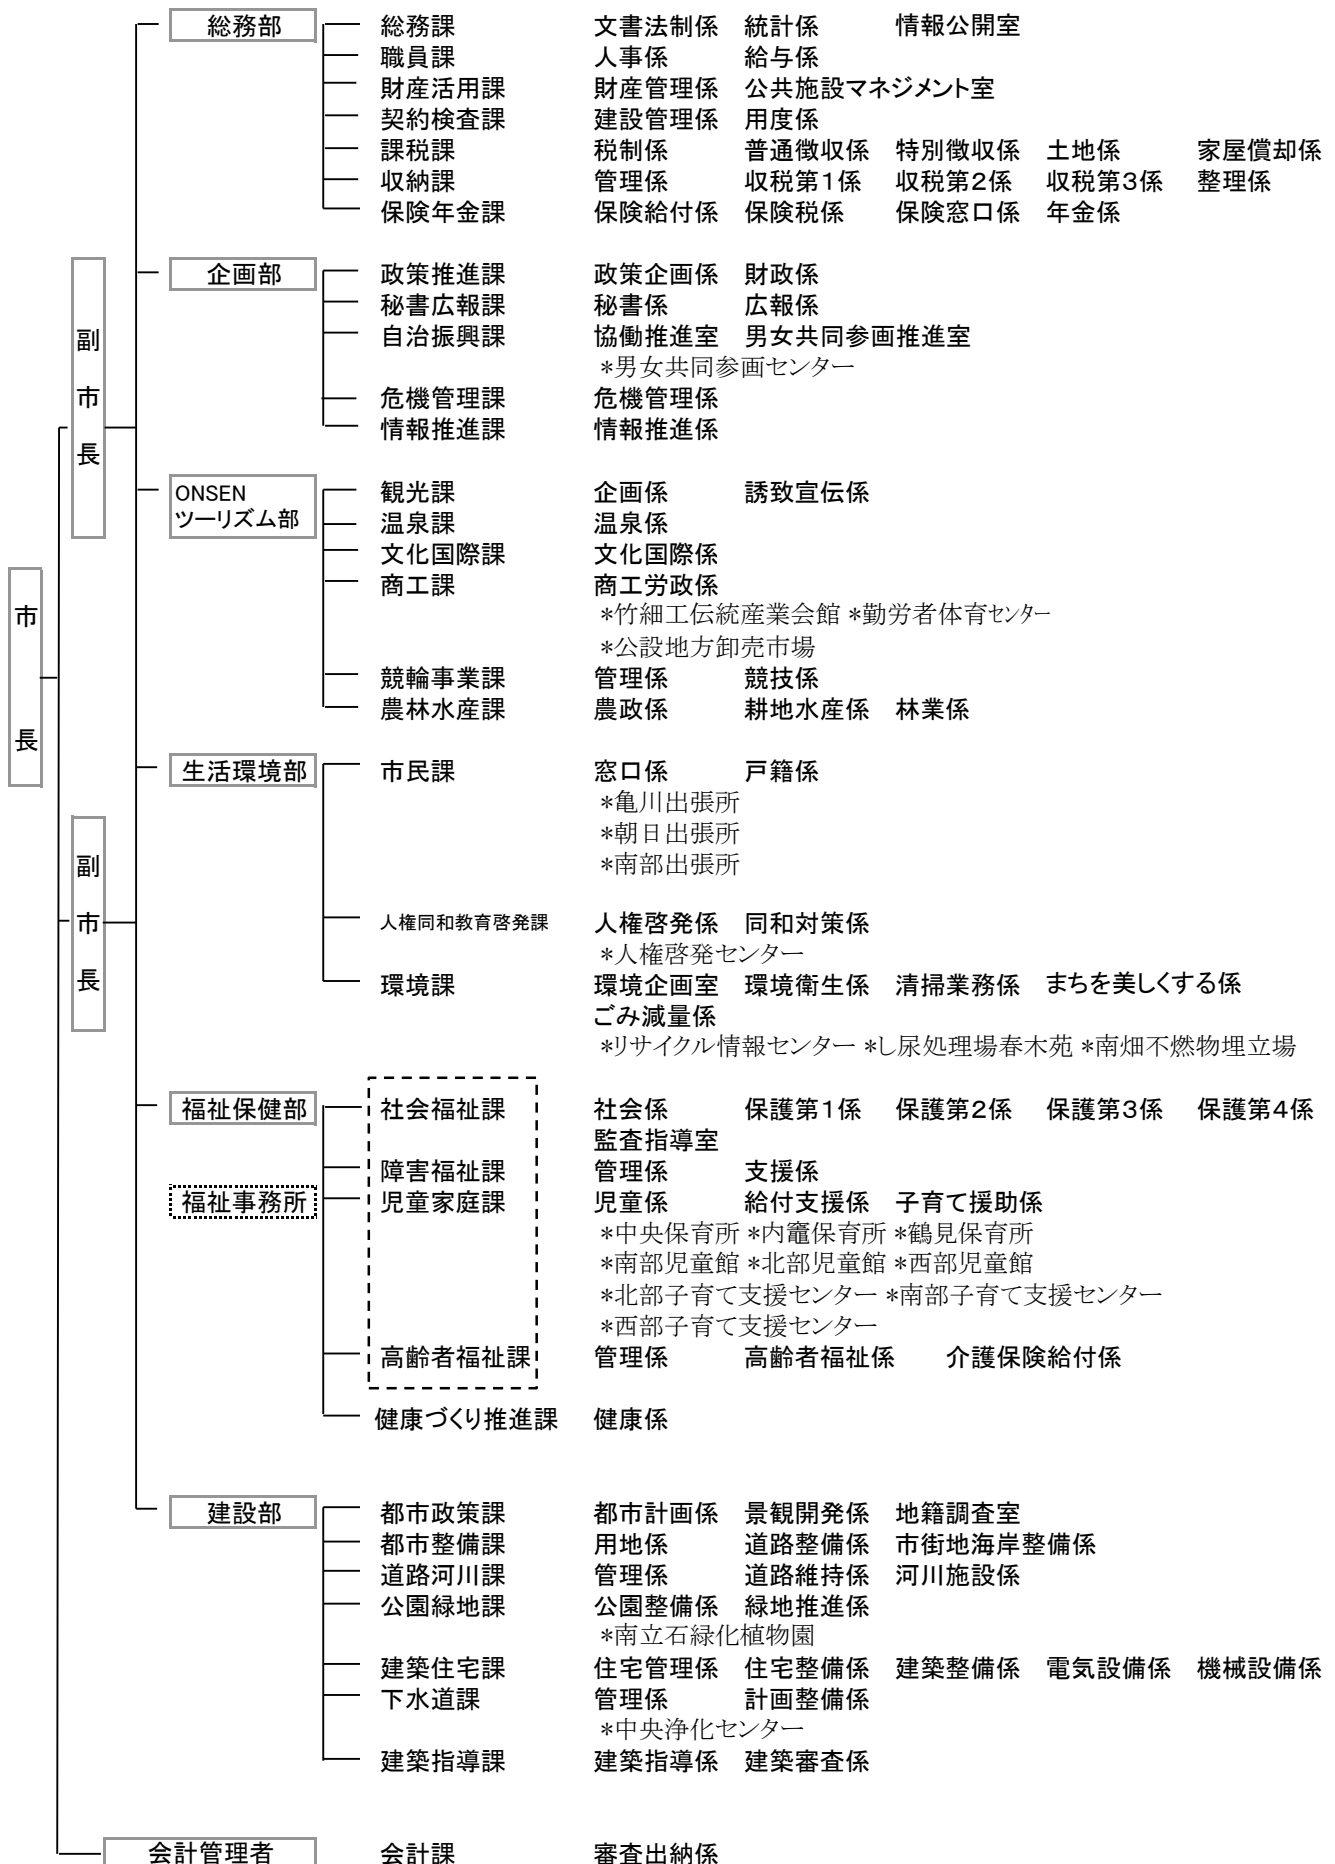 総務部 総務課 文書法制係 統計係 情報公開室
職員課 人事係 給与係
財産活用課 財産管理係 公共施設マネジメント室
契約検査課 建設管理係 用度係
課税課 税制係 普通徴収係 特別徴収係 土地係 家屋償却係
収納課 管理係 収税第1係 収税第2係 収税第3係 整理係
保険年金課 保険給付係 保険税係 保険窓口係 年金係
副市長
企画部 政策推進課 政策企画係 財政係
秘書広報課 秘書係 広報係
自治振興課 協働推進室 男女共同参画推進室
*男女共同参画センター
危機管理課 危機管理係
情報推進課 情報推進係
ONSEN
ツーリズム部 観光課 企画係 誘致宣伝係
温泉課 温泉係
文化国際課 文化国際係
商工課 商工労政係
*竹細工伝統産業会館 *勤労者体育センター
*公設地方卸売市場
市長
競輪事業課 管理係 競技係
農林水産課 農政係 耕地水産係 林業係
生活環境部 市民課 窓口係 戸籍係
*亀川出張所
*朝日出張所
*南部出張所
副市長
人権同和教育啓発課 人権啓発係 同和対策係
*人権啓発センター
環境課 環境企画室 環境衛生係 清掃業務係 まちを美しくする係
ごみ減量係
*リサイクル情報センター *し尿処理場春木苑 *南畑不燃物埋立場
福祉保健部 社会福祉課 社会係 保護第1係 保護第2係 保護第3係 保護第4係
監査指導室
障害福祉課 管理係 支援係
福祉事務所 児童家庭課 児童係 給付支援係 子育て援助係
*中央保育所 *内竈保育所 *鶴見保育所
*南部児童館 *北部児童館 *西部児童館
*北部子育て支援センター *南部子育て支援センター
*西部子育て支援センター
高齢者福祉課 管理係 高齢者福祉係 介護保険給付係
健康づくり推進課 健康係
建設部 都市政策課 都市計画係 景観開発係 地籍調査室
都市整備課 用地係 道路整備係 市街地海岸整備係
道路河川課 管理係 道路維持係 河川施設係
公園緑地課 公園整備係 緑地推進係
*南立石緑化植物園
建築住宅課 住宅管理係 住宅整備係 建築整備係 電気設備係 機械設備係
下水道課 管理係 計画整備係
*中央浄化センター
建築指導課 建築指導係 建築審査係
会計管理者 会計課 審査出納係